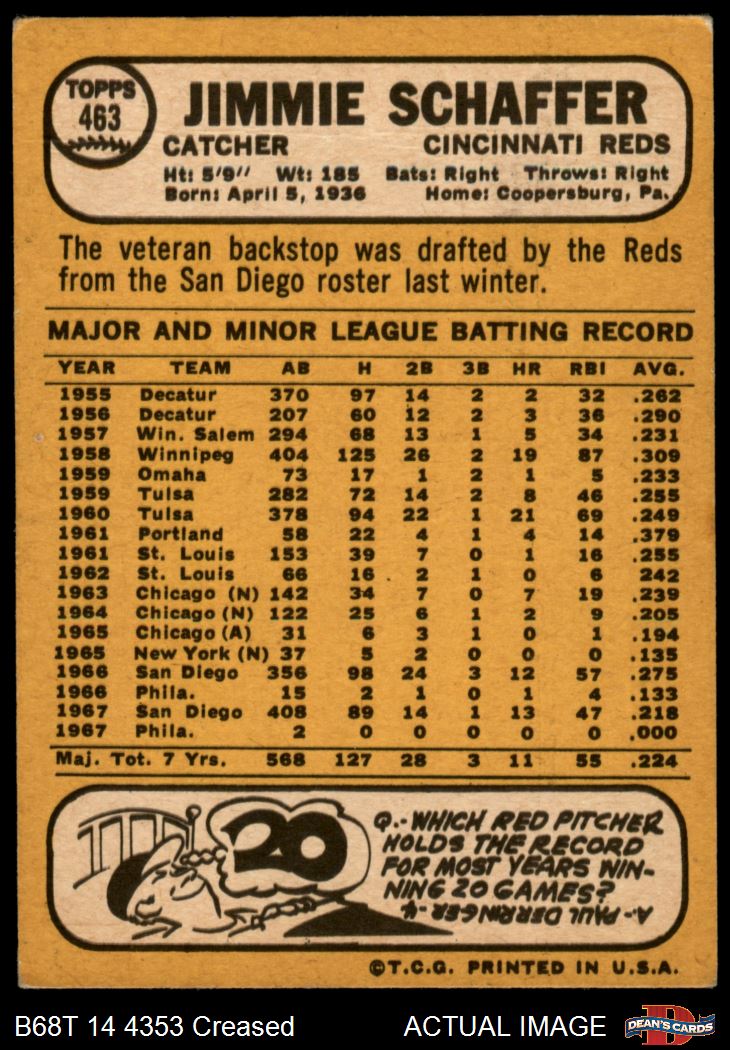 TOPPS
463
JIMMIE SCHAFFER
CATCHER CINCINNATI REDS
Ht: 5'9" Wt: 185 Bats: Right Throws: Right
Born: April 5, 1936 Home: Coopersburg, Pa.
The veteran backstop was drafted by the Reds
from the San Diego roster last winter.
MAJOR AND MINOR LEAGUE BATTING RECORD
YEAR TEAM AB H 2B 3B HR RBI AVG.
1955 Decatur 370 97 14 2 2 32 .262
1956 Decatur 207 60 12 2 3 36 .290
1957 Win. Salem 294 68 13 1 5 34 .231
1958 Winnipeg 404 125 26 2 19 87 .309
1959 Omaha 73 17 1 2 1 5 .233
1959 Tulsa 282 72 14 2 8 46 .255
1960 Tulsa 378 94 22 1 21 69 .249
1961 Portland 58 22 4 1 4 14 .379
1961 St. Louis 153 39 7 0 1 16 .255
1962 St. Louis 66 16 2 1 0 6 242
1963 Chicago (N) 142 34 7 0 7 19 .239
1964 Chicago (N) 122 25 6 1 2 9 .205
1965 Chicago (A) 31 6 3 1 0 1 .194
1965 New York (N) 37 5 2 0 0 0 .135
1966 San Diego 356 98 24 3 12 57 .275
1966 Phila. 15 2 1 0 1 4 .133
1967 San Diego 408 89 14 1 13 47 .218
1967 Phila. 2 0 0 0 0 0 .000
Maj. Tot. 7 Yrs. 568 127 28 3 11 55 .224
20
Q.-WHICH RED PITCHER
HOLDS THE RECORD
FOR MOST YEARS WIN-
NING 20 GAMES?
A-PAUL DERRINGER-4
©T.C.G. PRINTED IN U.S.A.
B68T 14 4353 Creased ACTUAL IMAGE
DEAN'S CARDS